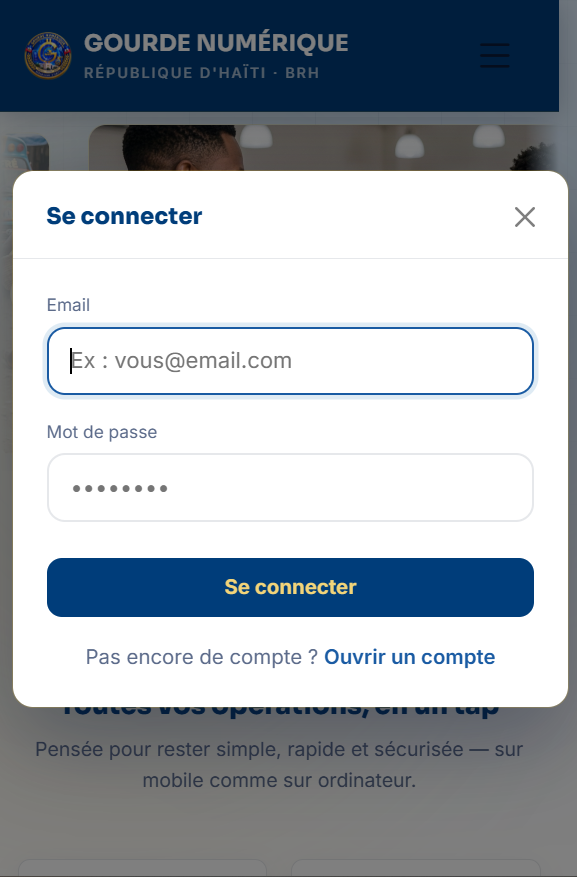 GOURDE NUMÉRIQUE
RÉPUBLIQUE D'HAÏTI · BRH
Se connecter
Email
Ex : vous@email.com
Mot de passe
••••••••
Se connecter
Pas encore de compte ? Ouvrir un compte
Toutes vos opérations, en un tap
Pensée pour rester simple, rapide et sécurisée — sur
mobile comme sur ordinateur.